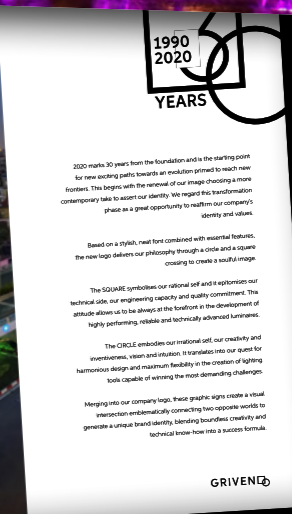 30
1990
2020
YEARS
2020 marks 30 years from the foundation and is the starting point
for new exciting paths towards an evolution primed to reach new
frontiers. This begins with the renewal of our image choosing a more
contemporary take to assert our identity. We regard this transformation
phase as a great opportunity to reaffirm our company's
identity and values.
Based on a stylish, neat font combined with essential features,
the new logo delivers our philosophy through a circle and a square
crossing to create a soulful image.
The SQUARE symbolises our rational self and it epitomises our
technical side, our engineering capacity and quality commitment. This
attitude allows us to be always at the forefront in the development of
highly performing, reliable and technically advanced luminaires.
The CIRCLE embodies our irrational self, our creativity and
inventiveness, vision and intuition. It translates into our quest for
harmonious design and maximum flexibility in the creation of lighting
tools capable of winning the most demanding challenges.
Merging into our company logo, these graphic signs create a visual
intersection emblematically connecting two opposite worlds to
generate a unique brand identity, blending boundless creativity and
technical know-how into a success formula.
GRIVEN